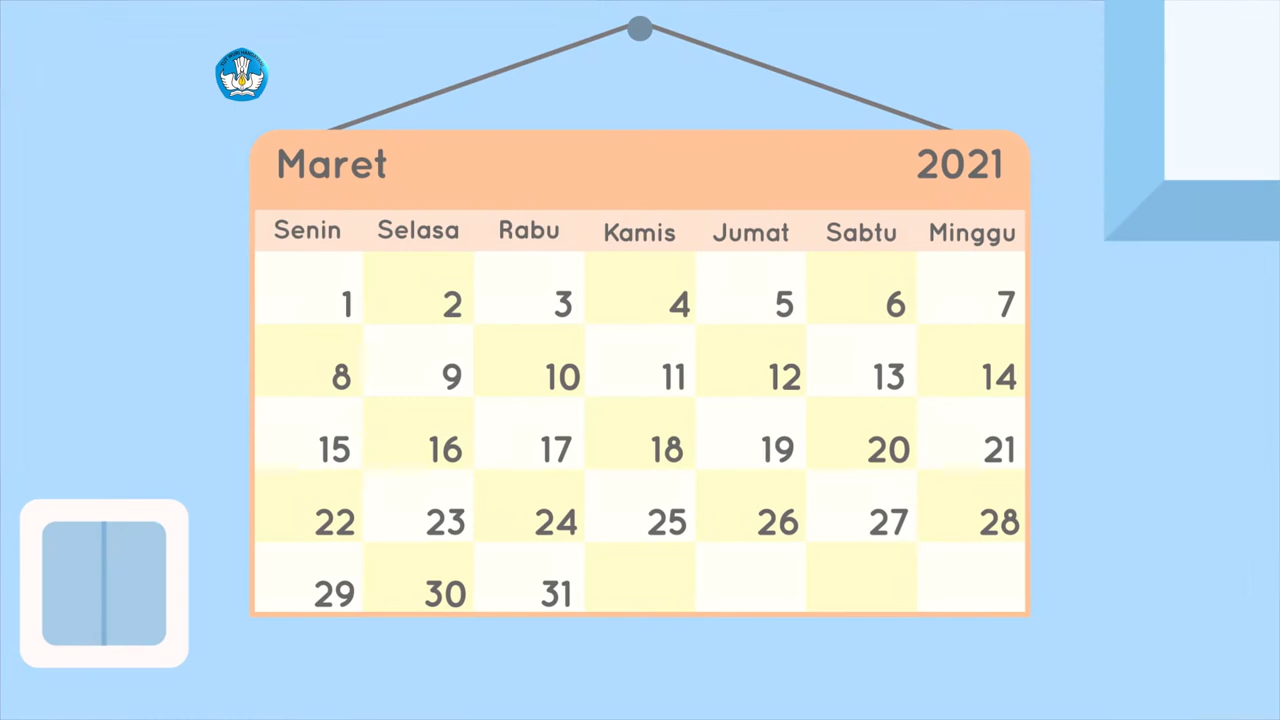 Maret 2021
Senin Selasa Rabu Kamis Jumat Sabtu Minggu
1 2 3 4 5 6 7
8 9 10 11 12 13 14
15 16 17 18 19 20 21
22 23 24 25 26 27 28
29 30 31